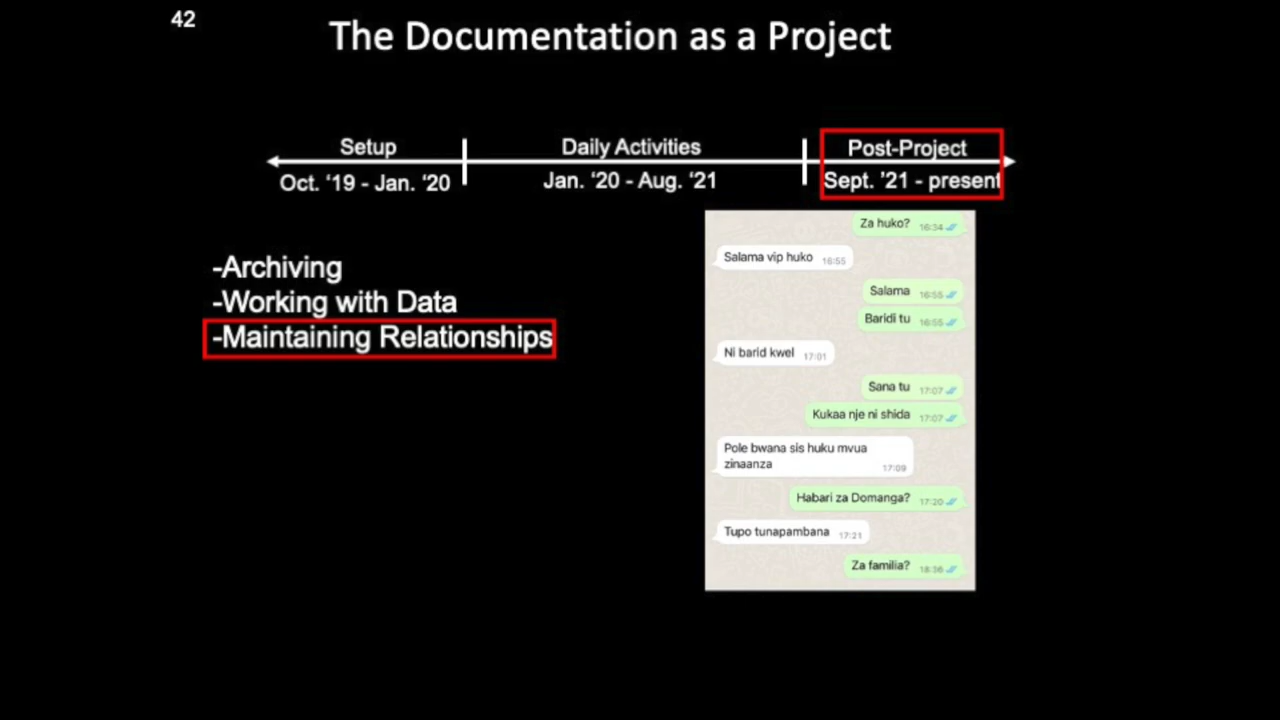 42
The Documentation as a Project
Setup
Daily Activities
Post-Project
Oct. ‘19 - Jan. ‘20
Jan. ‘20 - Aug. ‘21
Sept. ’21 - present
-Archiving
-Working with Data
-Maintaining Relationships
Za huko? 16:34
Salama vip huko 16:55
Salama 16:55
Baridi tu 16:55
Ni barid kwel 17:01
Sana tu 17:07
Kukaa nje ni shida 17:07
Pole bwana sis huku mvua
zinaanza 17:09
Habari za Domanga? 17:20
Tupo tunapambana 17:21
Za familia? 18:36